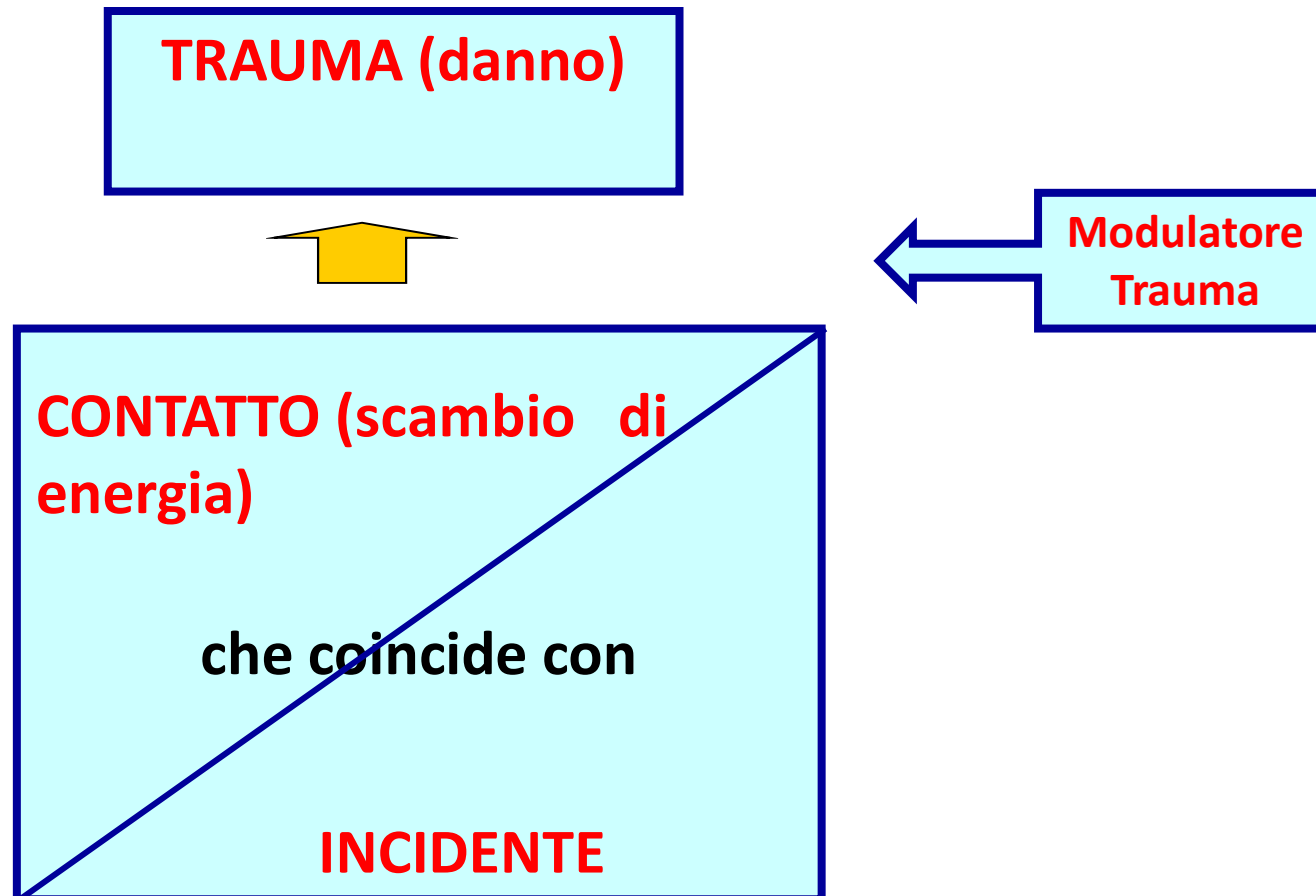 TRAUMA (danno)
Modulatore
Trauma
CONTATTO (scambio di
energia)
che coincide con
INCIDENTE